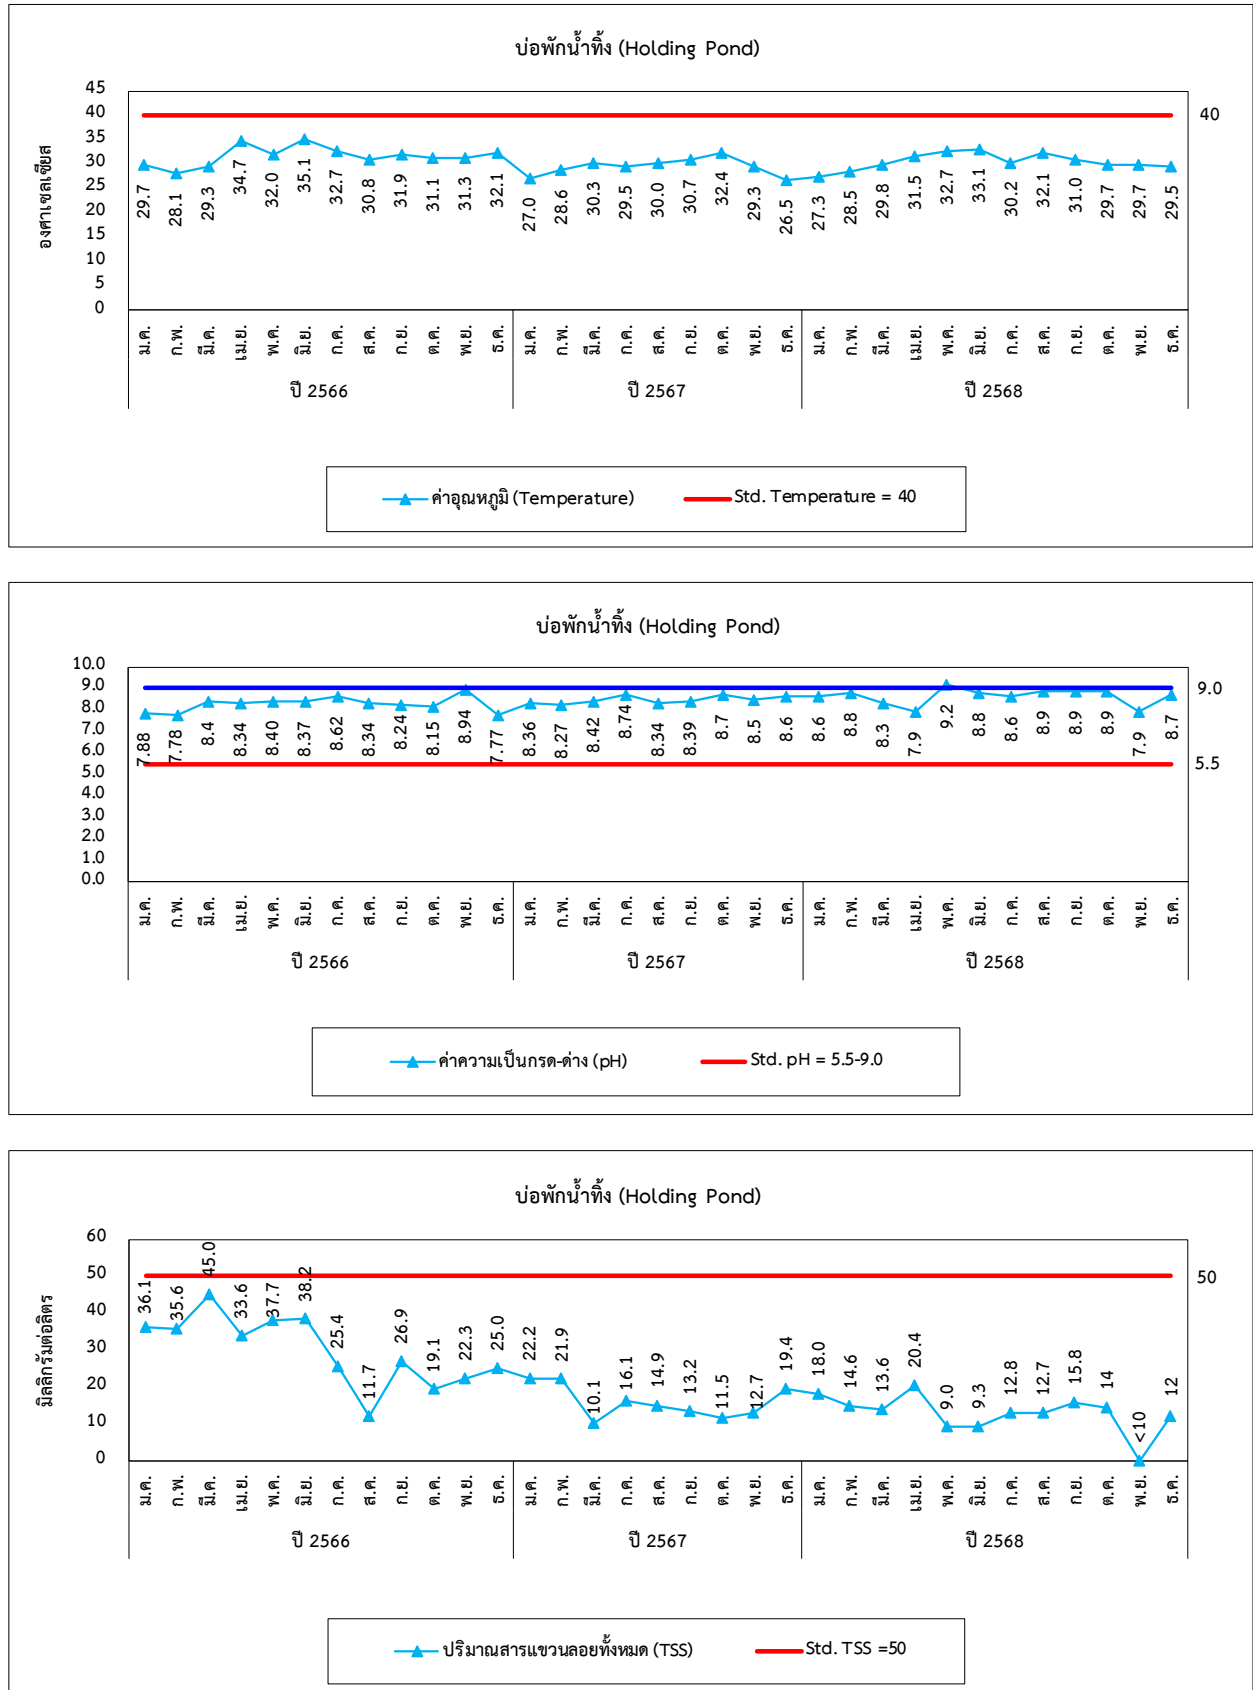 บ่อพักน้ำทิ้ง (Holding Pond)
องศาเซลเซียส
45
40
35
30
25
20
15
10
5
0
40
29.7 28.1 29.3 34.7 32.0 35.1 32.7 30.8 31.9 31.1 31.3 32.1 27.0 28.6 30.3 29.5 30.0 30.7 32.4 29.3 26.5 27.3 28.5 29.8 31.5 32.7 33.1 30.2 32.1 31.0 29.7 29.7 29.5
ม.ค. ก.พ. มี.ค. เม.ย. พ.ค. มิ.ย. ก.ค. ส.ค. ก.ย. ต.ค. พ.ย. ธ.ค. ม.ค. ก.พ. มี.ค. ก.ค. ส.ค. ก.ย. ต.ค. พ.ย. ธ.ค. ม.ค. ก.พ. มี.ค. เม.ย. พ.ค. มิ.ย. ก.ค. ส.ค. ก.ย. ต.ค. พ.ย. ธ.ค.
ปี 2566 ปี 2567 ปี 2568
ค่าอุณหภูมิ (Temperature) Std. Temperature = 40
บ่อพักน้ำทิ้ง (Holding Pond)
10.0
9.0
8.0
7.0
6.0
5.0
4.0
3.0
2.0
1.0
0.0
9.0
5.5
7.88 7.78 8.4 8.34 8.40 8.37 8.62 8.34 8.24 8.15 8.94 7.77 8.36 8.27 8.42 8.74 8.34 8.39 8.7 8.5 8.6 8.6 8.8 8.3 7.9 9.2 8.8 8.6 8.9 8.9 8.9 7.9 8.7
ม.ค. ก.พ. มี.ค. เม.ย. พ.ค. มิ.ย. ก.ค. ส.ค. ก.ย. ต.ค. พ.ย. ธ.ค. ม.ค. ก.พ. มี.ค. ก.ค. ส.ค. ก.ย. ต.ค. พ.ย. ธ.ค. ม.ค. ก.พ. มี.ค. เม.ย. พ.ค. มิ.ย. ก.ค. ส.ค. ก.ย. ต.ค. พ.ย. ธ.ค.
ปี 2566 ปี 2567 ปี 2568
ค่าความเป็นกรด-ด่าง (pH) Std. pH = 5.5-9.0
บ่อพักน้ำทิ้ง (Holding Pond)
มิลลิกรัมต่อลิตร
60
50
40
30
20
10
0
50
36.1 35.6 45.0 33.6 37.7 38.2 25.4 11.7 26.9 19.1 22.3 25.0 22.2 21.9 10.1 16.1 14.9 13.2 11.5 12.7 19.4 18.0 14.6 13.6 20.4 9.0 9.3 12.8 12.7 15.8 14 <10 12
ม.ค. ก.พ. มี.ค. เม.ย. พ.ค. มิ.ย. ก.ค. ส.ค. ก.ย. ต.ค. พ.ย. ธ.ค. ม.ค. ก.พ. มี.ค. ก.ค. ส.ค. ก.ย. ต.ค. พ.ย. ธ.ค. ม.ค. ก.พ. มี.ค. เม.ย. พ.ค. มิ.ย. ก.ค. ส.ค. ก.ย. ต.ค. พ.ย. ธ.ค.
ปี 2566 ปี 2567 ปี 2568
ปริมาณสารแขวนลอยทั้งหมด (TSS) Std. TSS =50